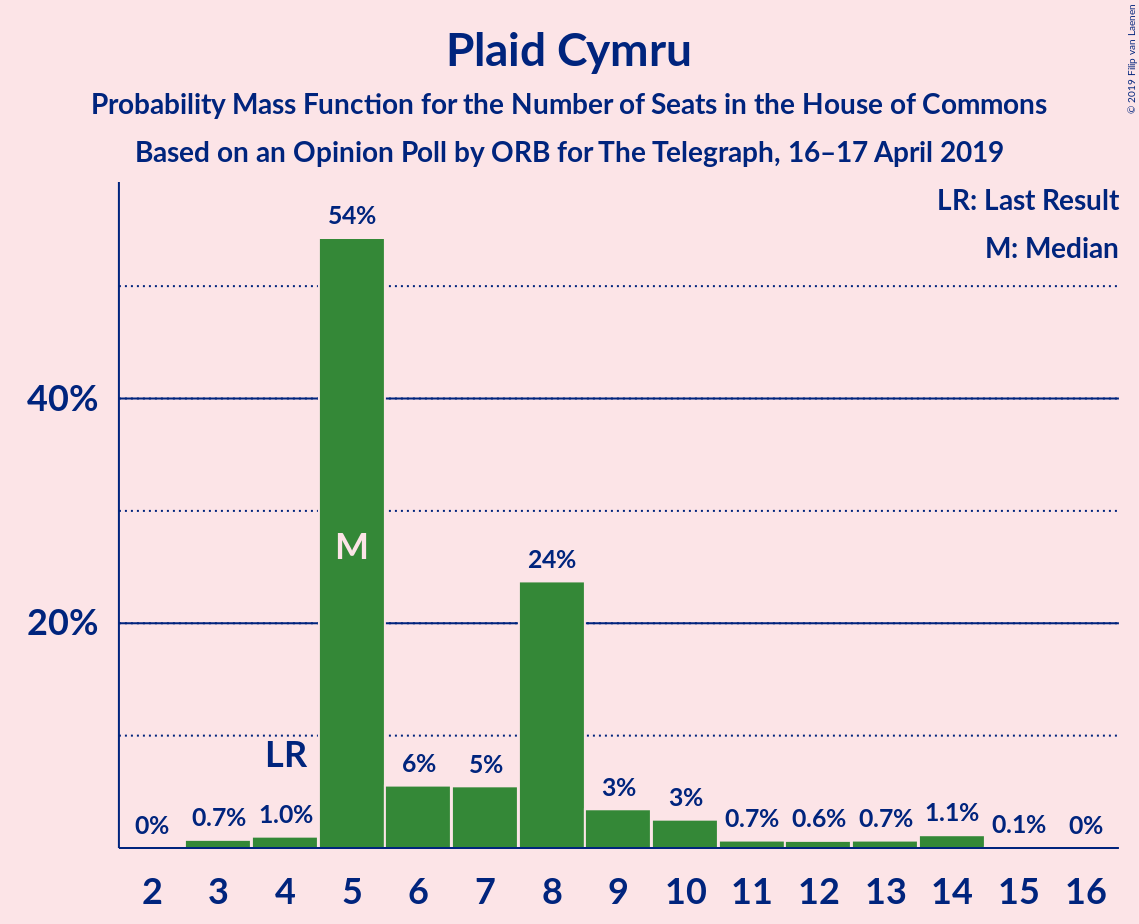 Plaid Cymru
Probability Mass Function for the Number of Seats in the House of Commons
Based on an Opinion Poll by ORB for The Telegraph, 16–17 April 2019
© 2019 Filip van Laenen
LR: Last Result
M: Median
40%
20%
0%
0.7%
1.0%
54%
6%
5%
24%
3%
3%
0.7%
0.6%
0.7%
1.1%
0.1%
0%
LR
M
2 3 4 5 6 7 8 9 10 11 12 13 14 15 16